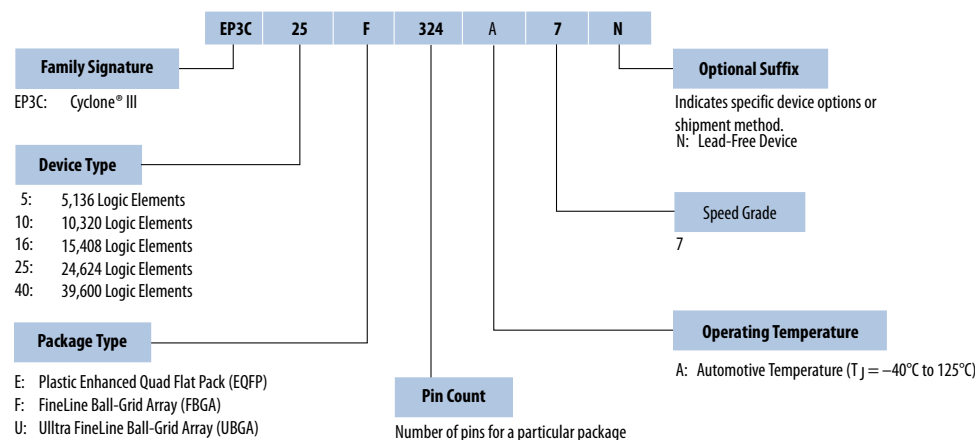 EP3C 25 F 324 A 7 N
Family Signature
EP3C: Cyclone® III
Optional Suffix
Indicates specific device options or
shipment method.
N: Lead-Free Device
Device Type
5: 5,136 Logic Elements
10: 10,320 Logic Elements
16: 15,408 Logic Elements
25: 24,624 Logic Elements
40: 39,600 Logic Elements
Speed Grade
7
Package Type
E: Plastic Enhanced Quad Flat Pack (EQFP)
F: FineLine Ball-Grid Array (FBGA)
U: Ulltra FineLine Ball-Grid Array (UBGA)
Operating Temperature
A: Automotive Temperature (T J = −40°C to 125°C)
Pin Count
Number of pins for a particular package